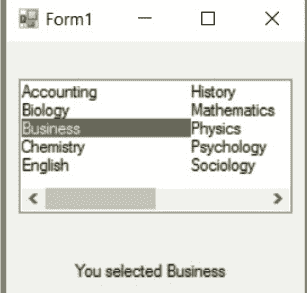 Form1
Accounting History
Biology Mathematics
Business Physics
Chemistry Psychology
English Sociology
You selected Business